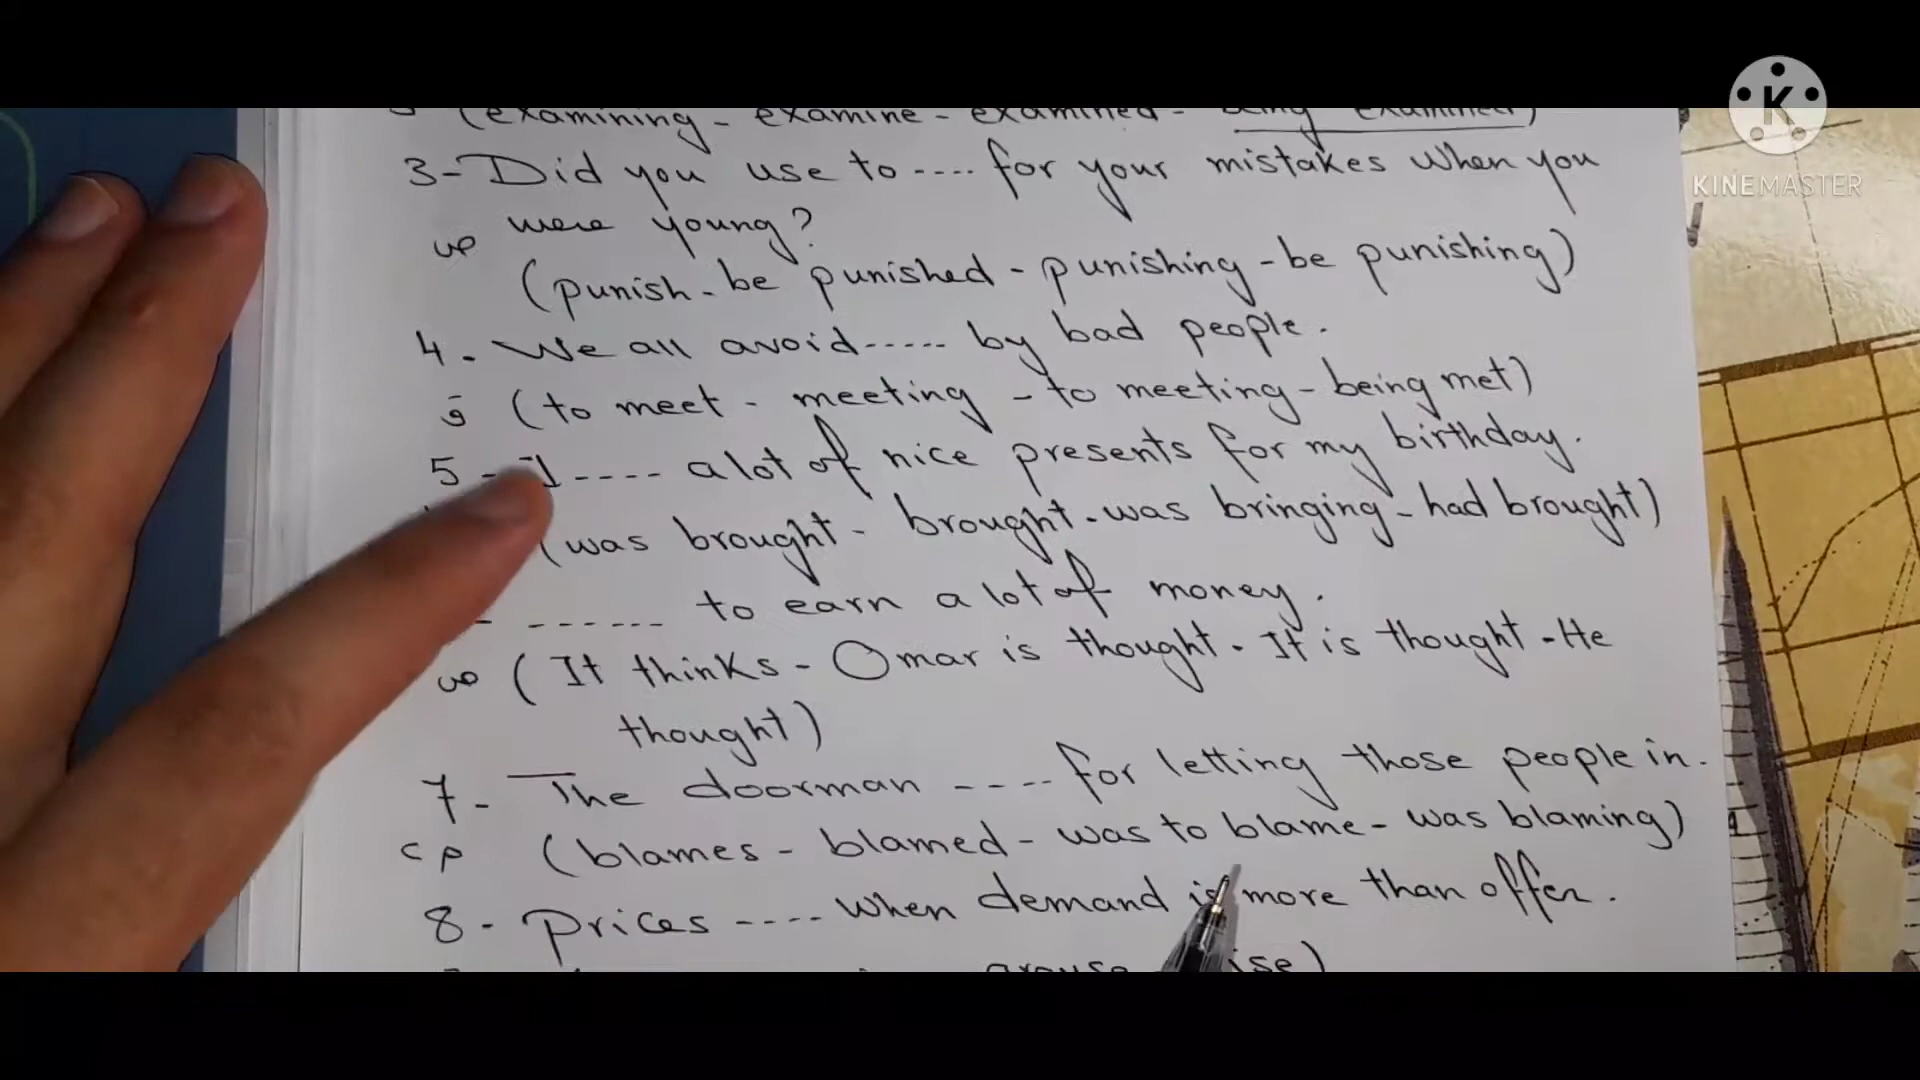 (examining - examine - examined - being examined)
3- Did you use to ---- for your mistakes when you
were young?
(punish - be punished - punishing - be punishing)
4 - We all avoid ----- by bad people.
(to meet - meeting - to meeting - being met)
5 - I ---- a lot of nice presents for my birthday.
(was brought - brought - was bringing - had brought)
- ------ to earn a lot of money.
(It thinks - Omar is thought - It is thought - He
thought)
7- The doorman ---- for letting those people in.
(blames - blamed - was to blame - was blaming)
8- Prices ---- when demand is more than offer.
KINEMASTER